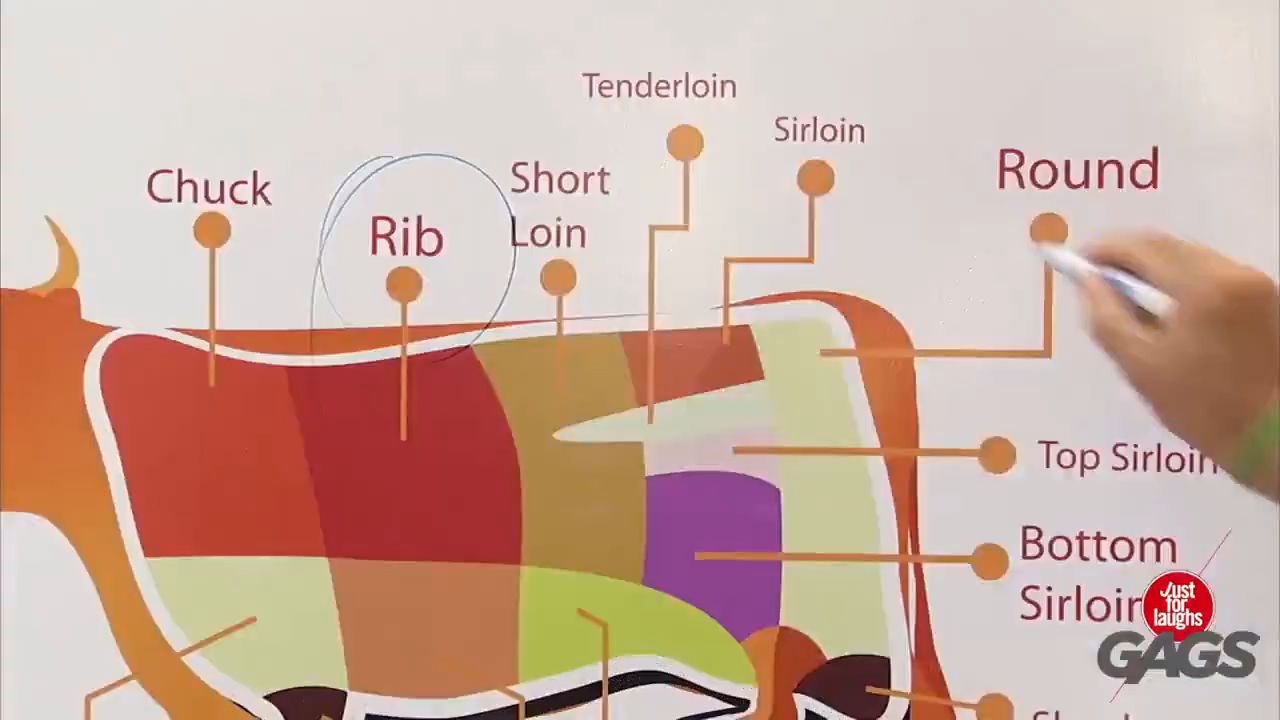 Tenderloin
Sirloin
Round
Chuck
Rib
Short
Loin
Top Sirloin
Bottom
Sirloin
Just
for
laughs
GAGS